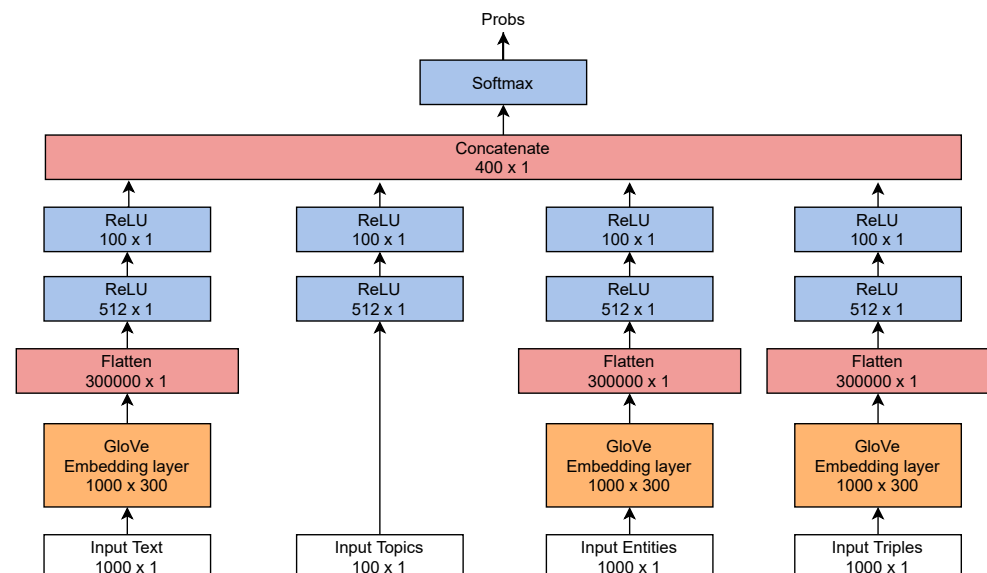 Probs
Softmax
Concatenate
400 x 1
ReLU
100 x 1
ReLU
100 x 1
ReLU
100 x 1
ReLU
100 x 1
ReLU
512 x 1
ReLU
512 x 1
ReLU
512 x 1
ReLU
512 x 1
Flatten
300000 x 1
Flatten
300000 x 1
Flatten
300000 x 1
GloVe
Embedding layer
1000 x 300
GloVe
Embedding layer
1000 x 300
GloVe
Embedding layer
1000 x 300
Input Text
1000 x 1
Input Topics
100 x 1
Input Entities
1000 x 1
Input Triples
1000 x 1